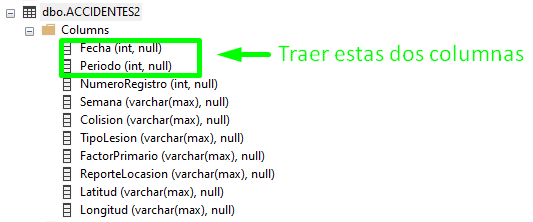 dbo.ACCIDENTES2
Columns
Fecha (int, null)
Periodo (int, null)
Traer estas dos columnas
NumeroRegistro (int, null)
Semana (varchar(max), null)
Colision (varchar(max), null)
TipoLesion (varchar(max), null)
FactorPrimario (varchar(max), null)
ReporteLocasion (varchar(max), null)
Latitud (varchar(max), null)
Longitud (varchar(max), null)